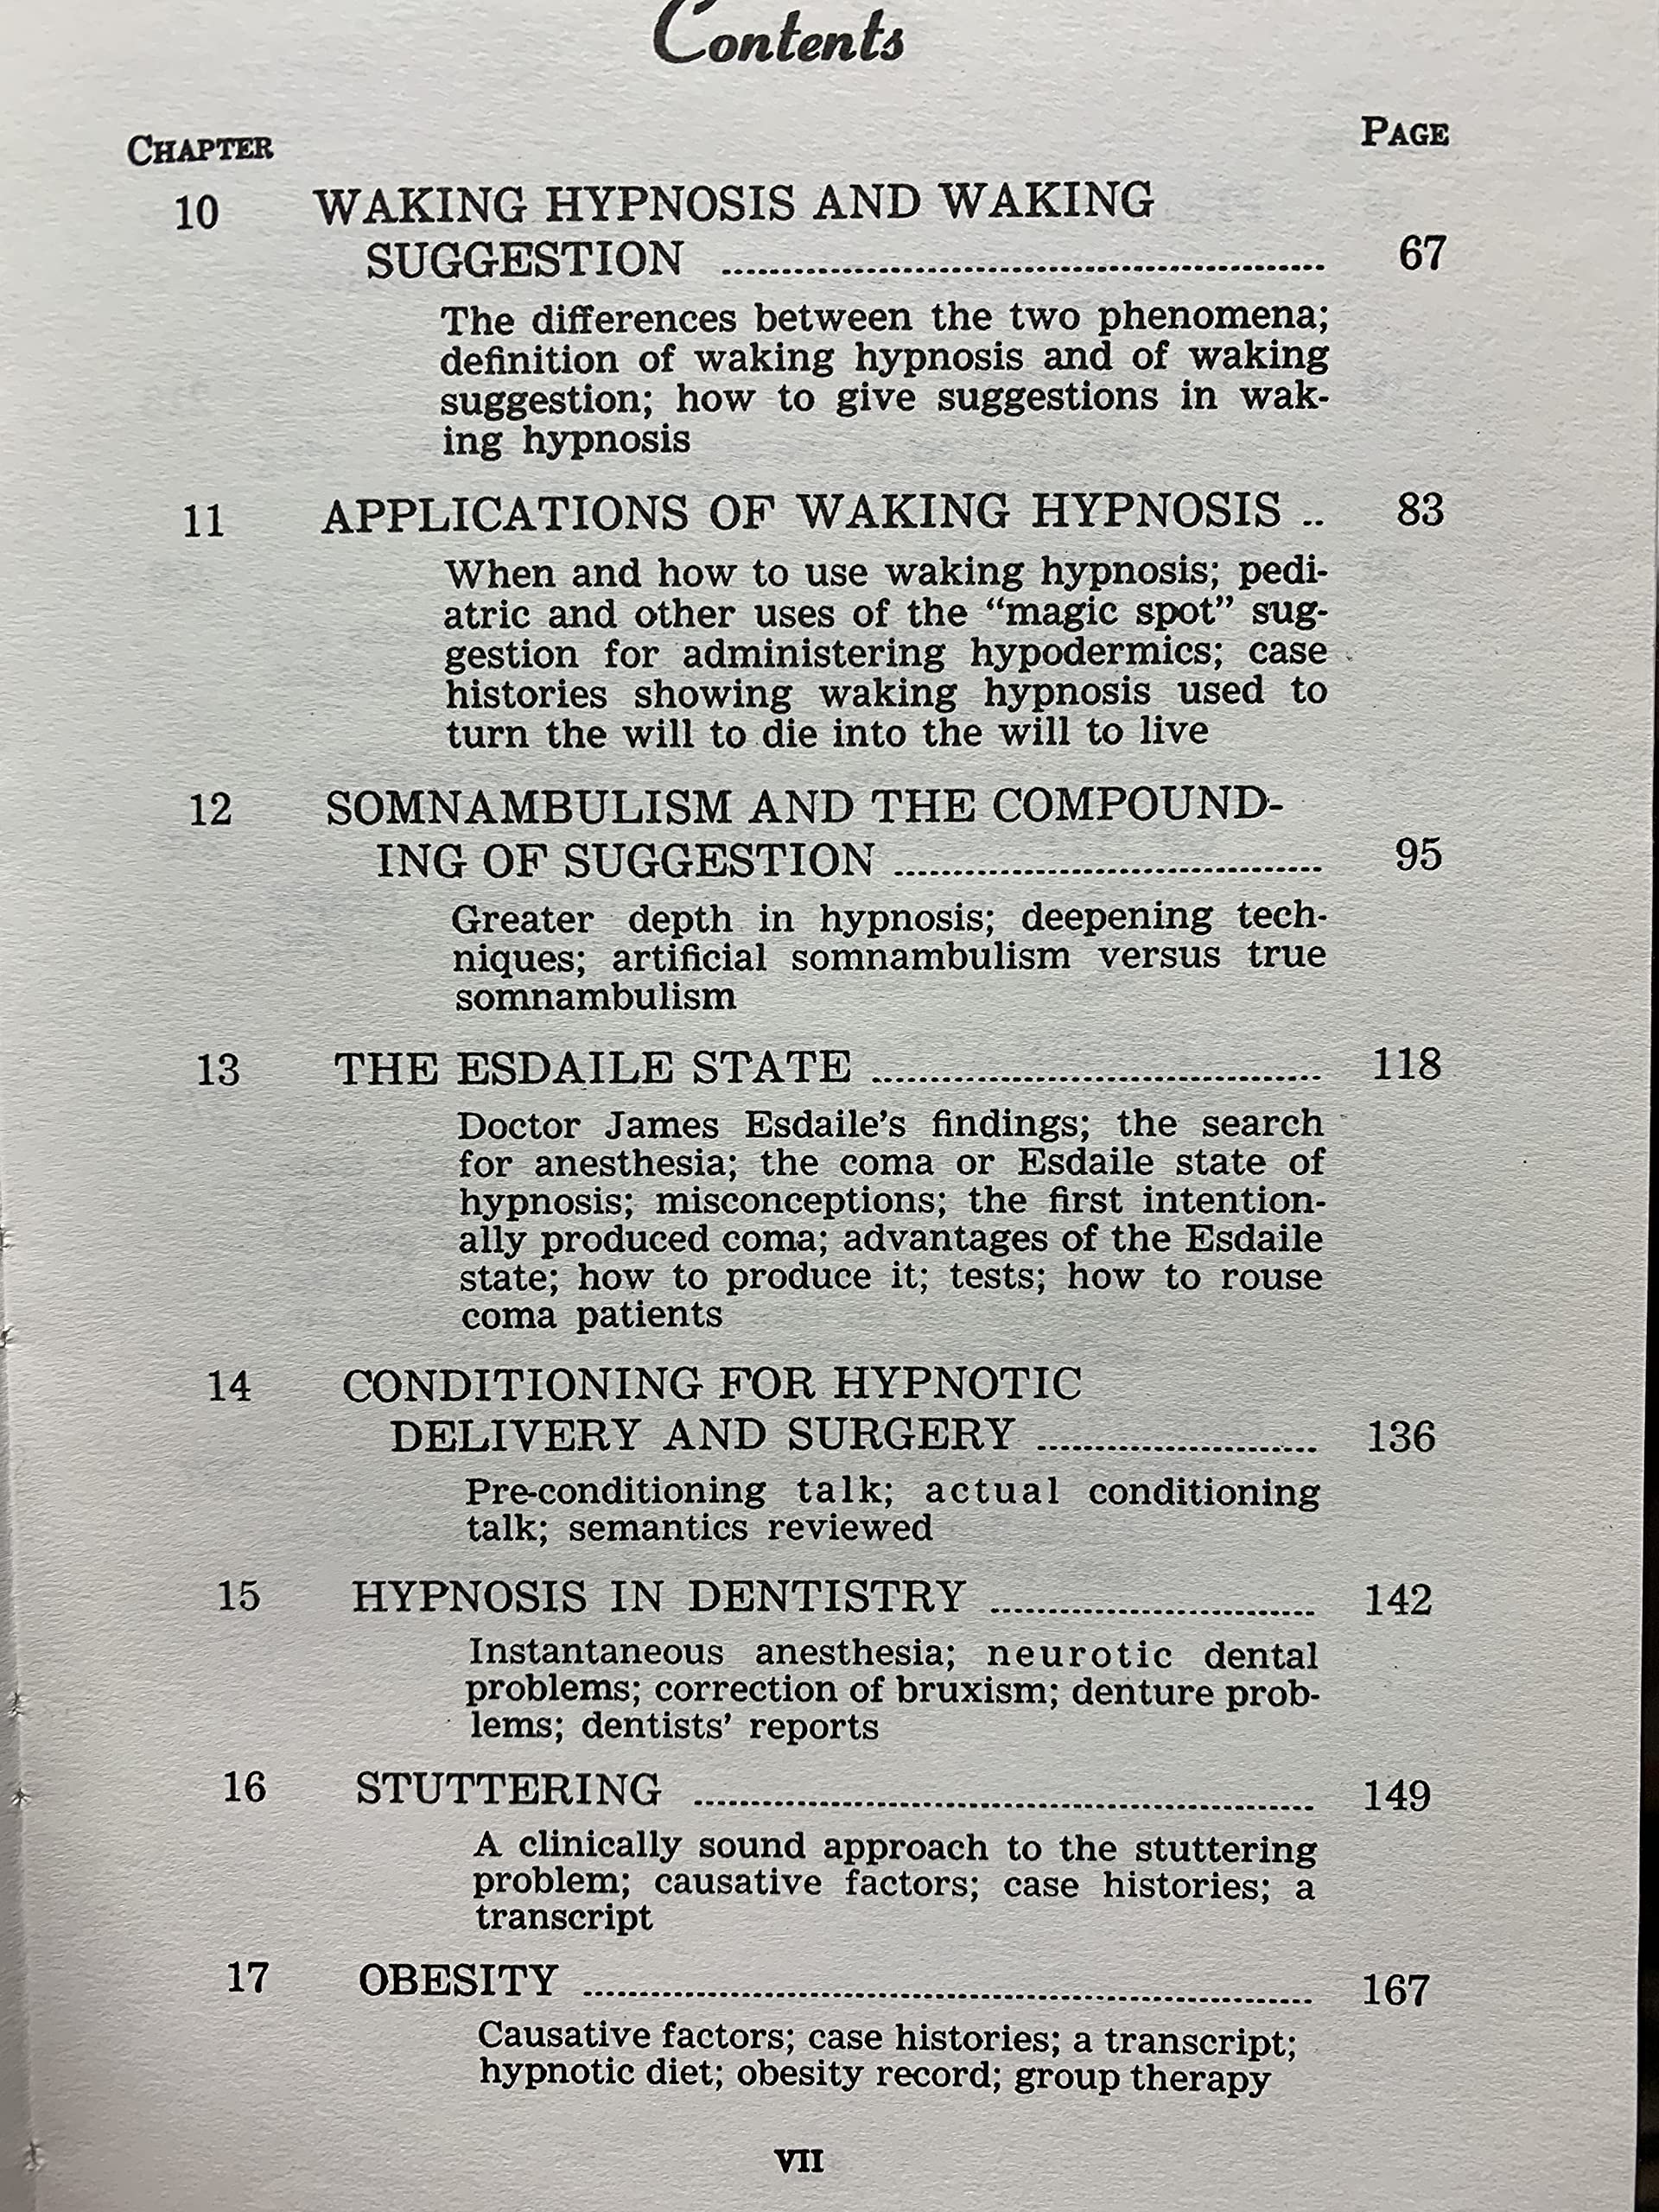 Contents
CHAPTER PAGE
10 WAKING HYPNOSIS AND WAKING
SUGGESTION ........ 67
The differences between the two phenomena;
definition of waking hypnosis and of waking
suggestion; how to give suggestions in wak-
ing hypnosis
11 APPLICATIONS OF WAKING HYPNOSIS .. 83
When and how to use waking hypnosis; pedi-
atric and other uses of the “magic spot” sug-
gestion for administering hypodermics; case
histories showing waking hypnosis used to
turn the will to die into the will to live
12 SOMNAMBULISM AND THE COMPOUND-
ING OF SUGGESTION ........ 95
Greater depth in hypnosis; deepening tech-
niques; artificial somnambulism versus true
somnambulism
13 THE ESDAILE STATE ........ 118
Doctor James Esdaile’s findings; the search
for anesthesia; the coma or Esdaile state of
hypnosis; misconceptions; the first intention-
ally produced coma; advantages of the Esdaile
state; how to produce it; tests; how to rouse
coma patients
14 CONDITIONING FOR HYPNOTIC
DELIVERY AND SURGERY ........ 136
Pre-conditioning talk; actual conditioning
talk; semantics reviewed
15 HYPNOSIS IN DENTISTRY ........ 142
Instantaneous anesthesia; neurotic dental
problems; correction of bruxism; denture prob-
lems; dentists’ reports
16 STUTTERING ........ 149
A clinically sound approach to the stuttering
problem; causative factors; case histories; a
transcript
17 OBESITY ........ 167
Causative factors; case histories; a transcript;
hypnotic diet; obesity record; group therapy
VII